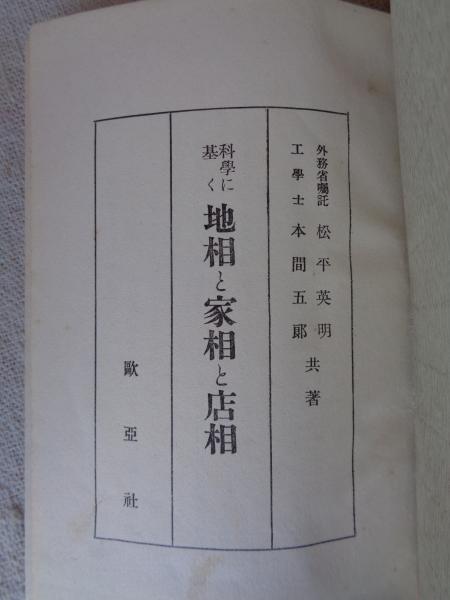 外務省囑託 松平英明
工學士 本間五郞 共著
科學に基く 地相と家相と店相
歐亞社